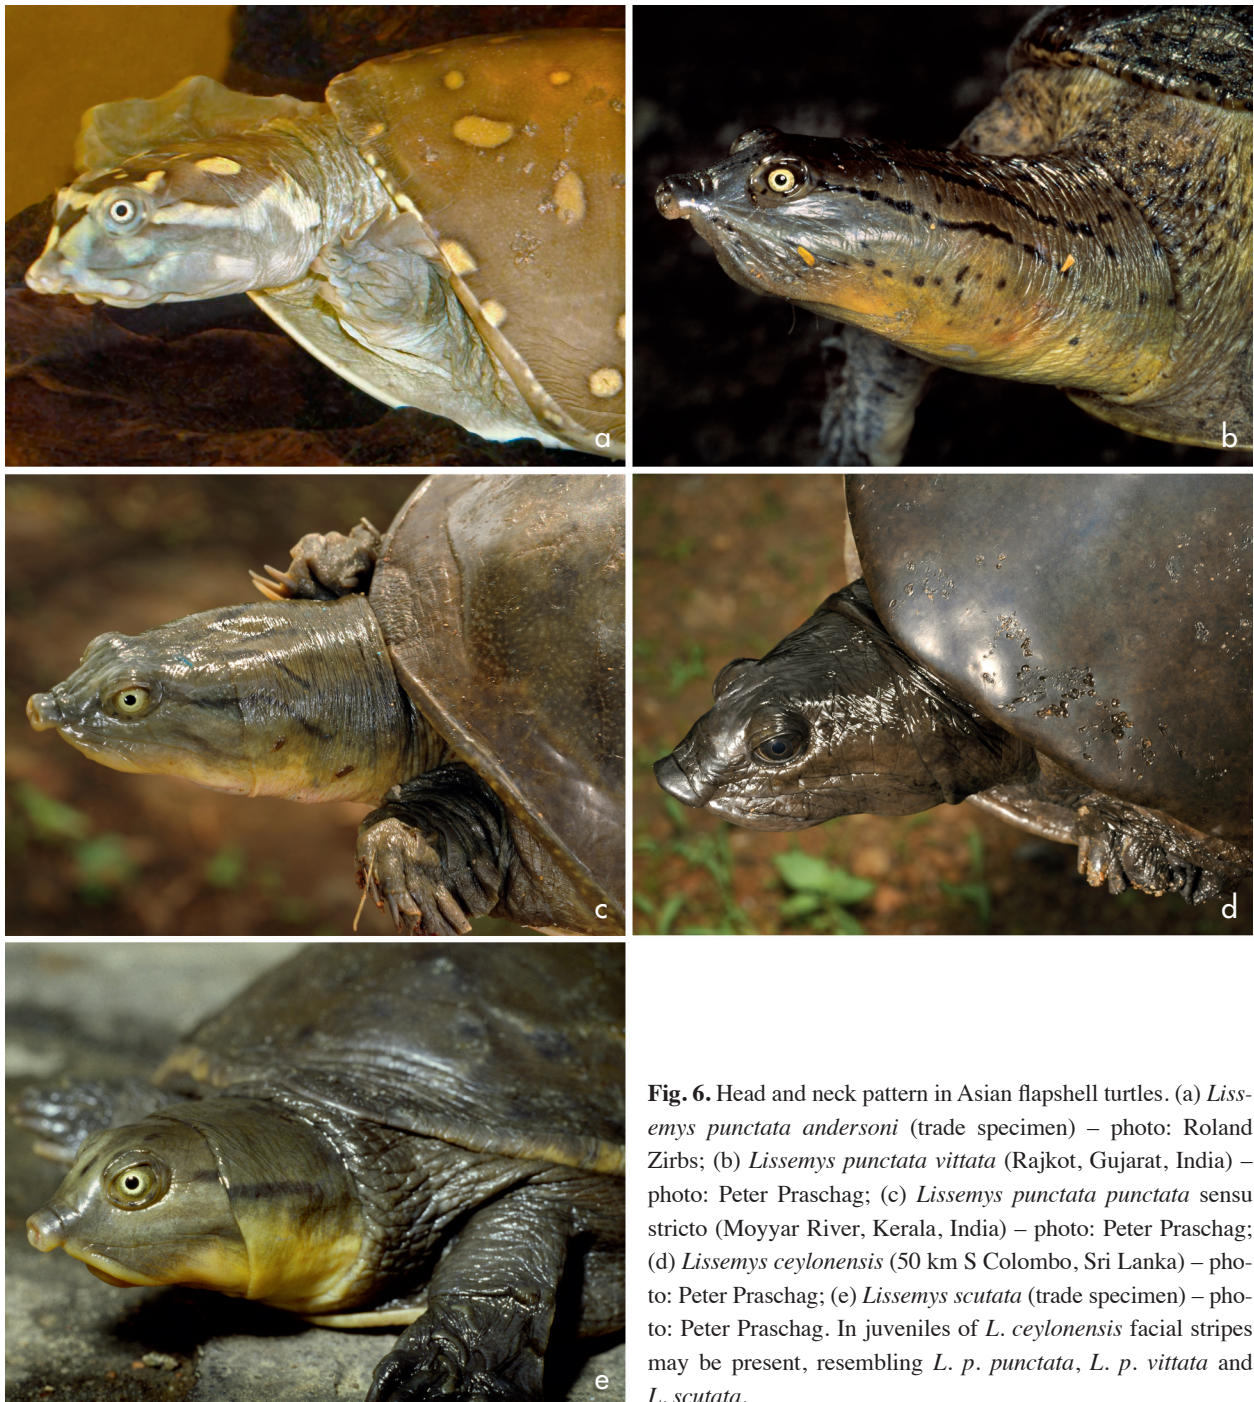 a
b
c
d
e
Fig. 6. Head and neck pattern in Asian flapshell turtles. (a) Liss-
emys punctata andersoni (trade specimen) – photo: Roland
Zirbs; (b) Lissemys punctata vittata (Rajkot, Gujarat, India) –
photo: Peter Praschag; (c) Lissemys punctata punctata sensu
stricto (Moyyar River, Kerala, India) – photo: Peter Praschag;
(d) Lissemys ceylonensis (50 km S Colombo, Sri Lanka) – pho-
to: Peter Praschag; (e) Lissemys scutata (trade specimen) – pho-
to: Peter Praschag. In juveniles of L. ceylonensis facial stripes
may be present, resembling L. p. punctata, L. p. vittata and
L. scutata.